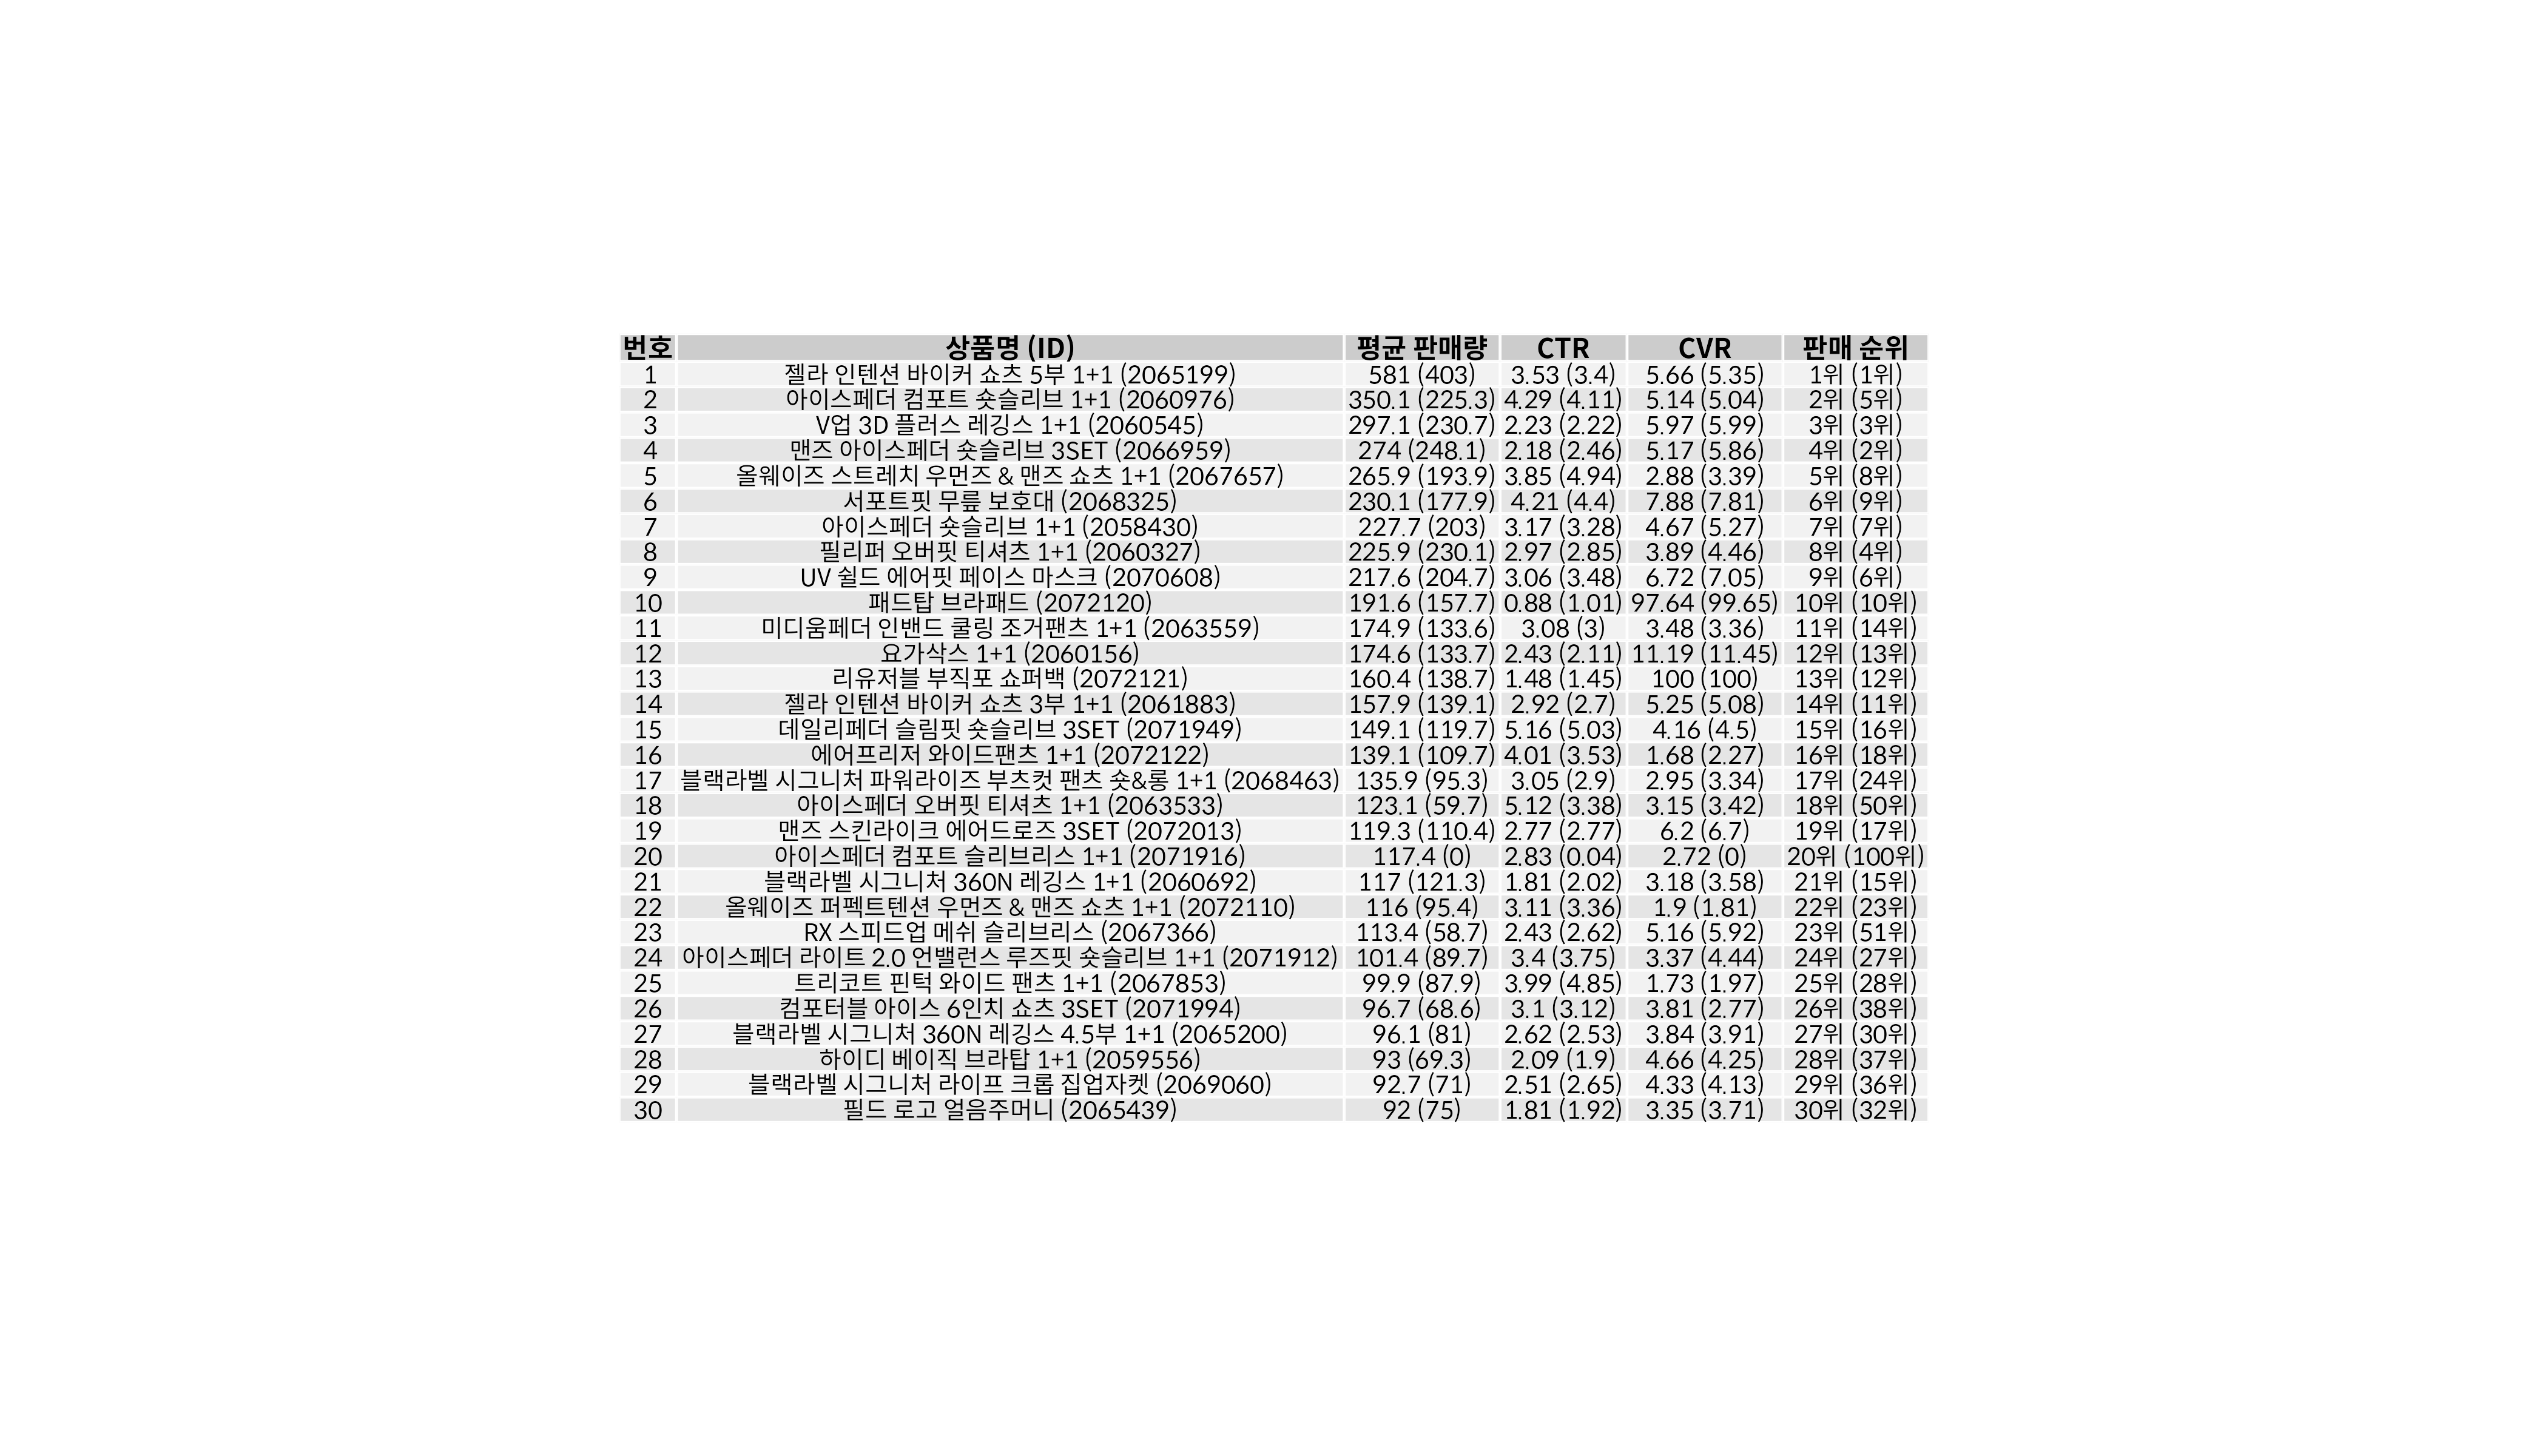 번호 상품명 (ID) 평균 판매량 CTR CVR 판매 순위
1 젤라 인텐션 바이커 쇼츠 5부 1+1 (2065199) 581 (403) 3.53 (3.4) 5.66 (5.35) 1위 (1위)
2 아이스페더 컴포트 숏슬리브 1+1 (2060976) 350.1 (225.3) 4.29 (4.11) 5.14 (5.04) 2위 (5위)
3 V업 3D 플러스 레깅스 1+1 (2060545) 297.1 (230.7) 2.23 (2.22) 5.97 (5.99) 3위 (3위)
4 맨즈 아이스페더 숏슬리브 3SET (2066959) 274 (248.1) 2.18 (2.46) 5.17 (5.86) 4위 (2위)
5 올웨이즈 스트레치 우먼즈 & 맨즈 쇼츠 1+1 (2067657) 265.9 (193.9) 3.85 (4.94) 2.88 (3.39) 5위 (8위)
6 서포트핏 무릎 보호대 (2068325) 230.1 (177.9) 4.21 (4.4) 7.88 (7.81) 6위 (9위)
7 아이스페더 숏슬리브 1+1 (2058430) 227.7 (203) 3.17 (3.28) 4.67 (5.27) 7위 (7위)
8 필리퍼 오버핏 티셔츠 1+1 (2060327) 225.9 (230.1) 2.97 (2.85) 3.89 (4.46) 8위 (4위)
9 UV 쉴드 에어핏 페이스 마스크 (2070608) 217.6 (204.7) 3.06 (3.48) 6.72 (7.05) 9위 (6위)
10 패드탑 브라패드 (2072120) 191.6 (157.7) 0.88 (1.01) 97.64 (99.65) 10위 (10위)
11 미디움페더 인밴드 쿨링 조거팬츠 1+1 (2063559) 174.9 (133.6) 3.08 (3) 3.48 (3.36) 11위 (14위)
12 요가삭스 1+1 (2060156) 174.6 (133.7) 2.43 (2.11) 11.19 (11.45) 12위 (13위)
13 리유저블 부직포 쇼퍼백 (2072121) 160.4 (138.7) 1.48 (1.45) 100 (100) 13위 (12위)
14 젤라 인텐션 바이커 쇼츠 3부 1+1 (2061883) 157.9 (139.1) 2.92 (2.7) 5.25 (5.08) 14위 (11위)
15 데일리페더 슬림핏 숏슬리브 3SET (2071949) 149.1 (119.7) 5.16 (5.03) 4.16 (4.5) 15위 (16위)
16 에어프리저 와이드팬츠 1+1 (2072122) 139.1 (109.7) 4.01 (3.53) 1.68 (2.27) 16위 (18위)
17 블랙라벨 시그니처 파워라이즈 부츠컷 팬츠 숏&롱 1+1 (2068463) 135.9 (95.3) 3.05 (2.9) 2.95 (3.34) 17위 (24위)
18 아이스페더 오버핏 티셔츠 1+1 (2063533) 123.1 (59.7) 5.12 (3.38) 3.15 (3.42) 18위 (50위)
19 맨즈 스킨라이크 에어드로즈 3SET (2072013) 119.3 (110.4) 2.77 (2.77) 6.2 (6.7) 19위 (17위)
20 아이스페더 컴포트 슬리브리스 1+1 (2071916) 117.4 (0) 2.83 (0.04) 2.72 (0) 20위 (100위)
21 블랙라벨 시그니처 360N 레깅스 1+1 (2060692) 117 (121.3) 1.81 (2.02) 3.18 (3.58) 21위 (15위)
22 올웨이즈 퍼펙트텐션 우먼즈 & 맨즈 쇼츠 1+1 (2072110) 116 (95.4) 3.11 (3.36) 1.9 (1.81) 22위 (23위)
23 RX 스피드업 메쉬 슬리브리스 (2067366) 113.4 (58.7) 2.43 (2.62) 5.16 (5.92) 23위 (51위)
24 아이스페더 라이트 2.0 언밸런스 루즈핏 숏슬리브 1+1 (2071912) 101.4 (89.7) 3.4 (3.75) 3.37 (4.44) 24위 (27위)
25 트리코트 핀턱 와이드 팬츠 1+1 (2067853) 99.9 (87.9) 3.99 (4.85) 1.73 (1.97) 25위 (28위)
26 컴포터블 아이스 6인치 쇼츠 3SET (2071994) 96.7 (68.6) 3.1 (3.12) 3.81 (2.77) 26위 (38위)
27 블랙라벨 시그니처 360N 레깅스 4.5부 1+1 (2065200) 96.1 (81) 2.62 (2.53) 3.84 (3.91) 27위 (30위)
28 하이디 베이직 브라탑 1+1 (2059556) 93 (69.3) 2.09 (1.9) 4.66 (4.25) 28위 (37위)
29 블랙라벨 시그니처 라이프 크롭 집업자켓 (2069060) 92.7 (71) 2.51 (2.65) 4.33 (4.13) 29위 (36위)
30 필드 로고 얼음주머니 (2065439) 92 (75) 1.81 (1.92) 3.35 (3.71) 30위 (32위)